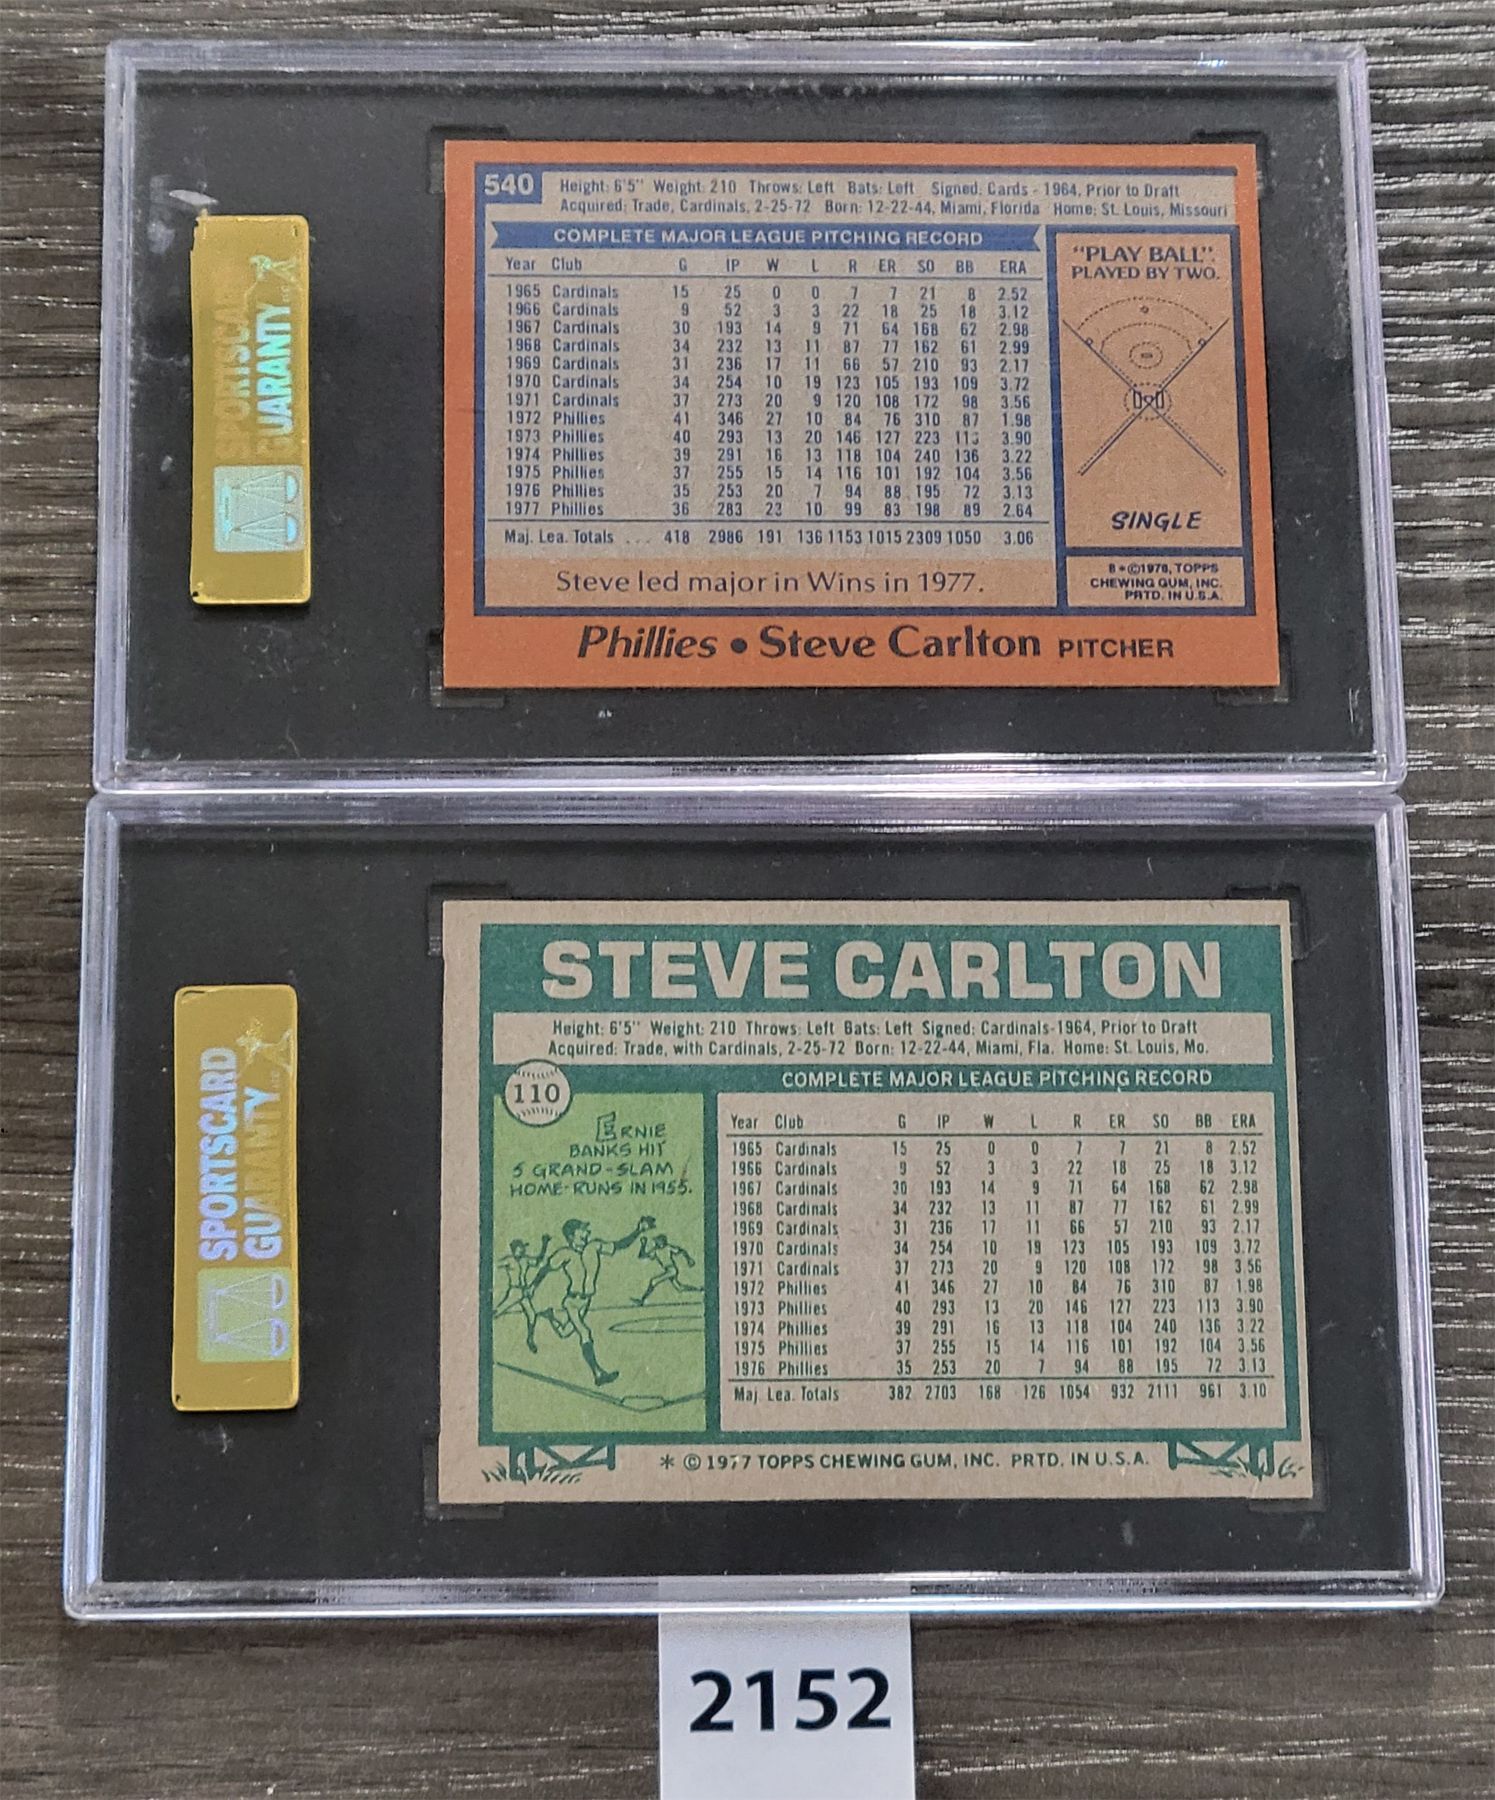 SPORTSCARD
GUARANTY
540
Height: 6'5" Weight: 210 Throws: Left Bats: Left Signed: Cards - 1964, Prior to Draft
Acquired: Trade, Cardinals, 2-25-72 Born: 12-22-44, Miami, Florida Home: St. Louis, Missouri
COMPLETE MAJOR LEAGUE PITCHING RECORD
Year Club G IP W L R ER SO BB ERA
1965 Cardinals 15 25 0 0 7 7 21 8 2.52
1966 Cardinals 9 52 3 3 22 18 25 18 3.12
1967 Cardinals 30 193 14 9 71 64 168 62 2.98
1968 Cardinals 34 232 13 11 87 77 162 61 2.99
1969 Cardinals 31 236 17 11 66 57 210 93 2.17
1970 Cardinals 34 254 10 19 123 105 193 109 3.72
1971 Cardinals 37 273 20 9 120 108 172 98 3.56
1972 Phillies 41 346 27 10 84 76 310 87 1.98
1973 Phillies 40 293 13 20 146 127 223 113 3.90
1974 Phillies 39 291 16 13 118 104 240 136 3.22
1975 Phillies 37 255 15 14 116 101 192 104 3.56
1976 Phillies 35 253 20 7 94 88 195 72 3.13
1977 Phillies 36 283 23 10 99 83 198 89 2.64
Maj. Lea. Totals ... 418 2986 191 136 1153 1015 2309 1050 3.06
Steve led major in Wins in 1977.
"PLAY BALL"
PLAYED BY TWO.
SINGLE
B*©1978, TOPPS
CHEWING GUM, INC.
PRTD. IN U.S.A.
Phillies • Steve Carlton PITCHER
SPORTSCARD
GUARANTY
STEVE CARLTON
Height: 6'5" Weight: 210 Throws: Left Bats: Left Signed: Cardinals-1964, Prior to Draft
Acquired: Trade, with Cardinals, 2-25-72 Born: 12-22-44, Miami, Fla. Home: St. Louis, Mo.
110
ERNIE
BANKS HIT
5 GRAND-SLAM
HOME-RUNS IN 1955.
COMPLETE MAJOR LEAGUE PITCHING RECORD
Year Club G IP W L R ER SO BB ERA
1965 Cardinals 15 25 0 0 7 7 21 8 2.52
1966 Cardinals 9 52 3 3 22 18 25 18 3.12
1967 Cardinals 30 193 14 9 71 64 168 62 2.98
1968 Cardinals 34 232 13 11 87 77 162 61 2.99
1969 Cardinals 31 236 17 11 66 57 210 93 2.17
1970 Cardinals 34 254 10 19 123 105 193 109 3.72
1971 Cardinals 37 273 20 9 120 108 172 98 3.56
1972 Phillies 41 346 27 10 84 76 310 87 1.98
1973 Phillies 40 293 13 20 146 127 223 113 3.90
1974 Phillies 39 291 16 13 118 104 240 136 3.22
1975 Phillies 37 255 15 14 116 101 192 104 3.56
1976 Phillies 35 253 20 7 94 88 195 72 3.13
Maj. Lea. Totals 382 2703 168 126 1054 932 2111 961 3.10
* © 1977 TOPPS CHEWING GUM, INC. PRTD. IN U.S.A.
2152